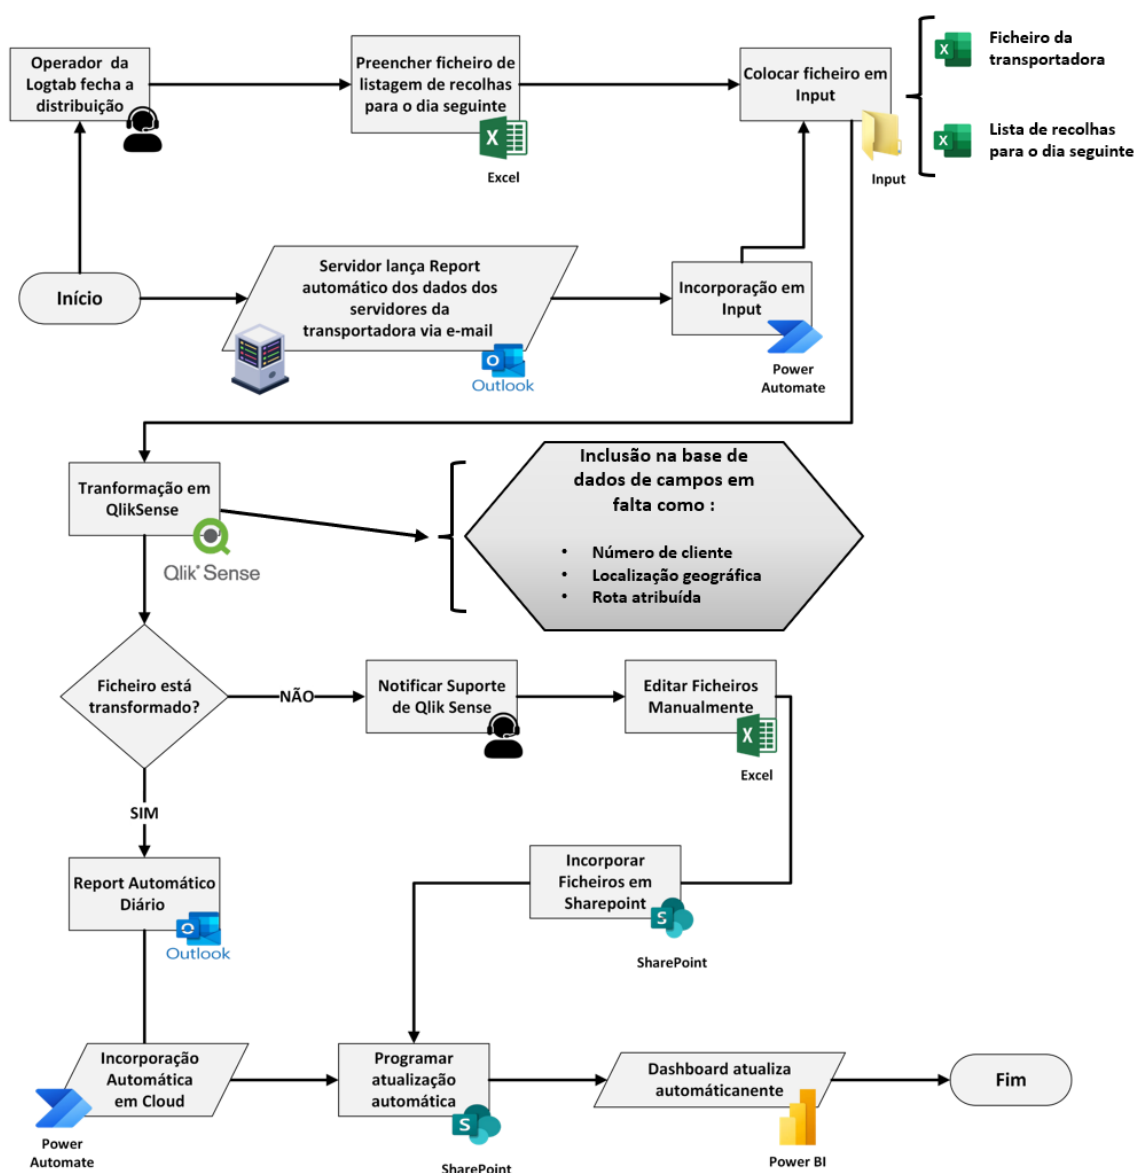 Operador  da
Logtab fecha a
distribuição
Preencher ficheiro de
listagem de recolhas
para o dia seguinte
Excel
Colocar ficheiro em
Input
Input
Ficheiro da
transportadora
Lista de recolhas
para o dia seguinte
Início
Servidor lança Report
automático dos dados dos
servidores da
transportadora via e-mail
Outlook
Incorporação em
Input
Power
Automate
Tranformação em
QlikSense
Qlik Sense
Inclusão na base de
dados de campos em
falta como :
• Número de cliente
• Localização geográfica
• Rota atribuída
Ficheiro está
transformado?
NÃO
Notificar Suporte
de Qlik Sense
Editar Ficheiros
Manualmente
Excel
SIM
Report Automático
Diário
Outlook
Incorporar
Ficheiros em
Sharepoint
SharePoint
Incorporação
Automática
em Cloud
Power
Automate
Programar
atualização
automática
SharePoint
Dashboard atualiza
automáticanente
Power BI
Fim